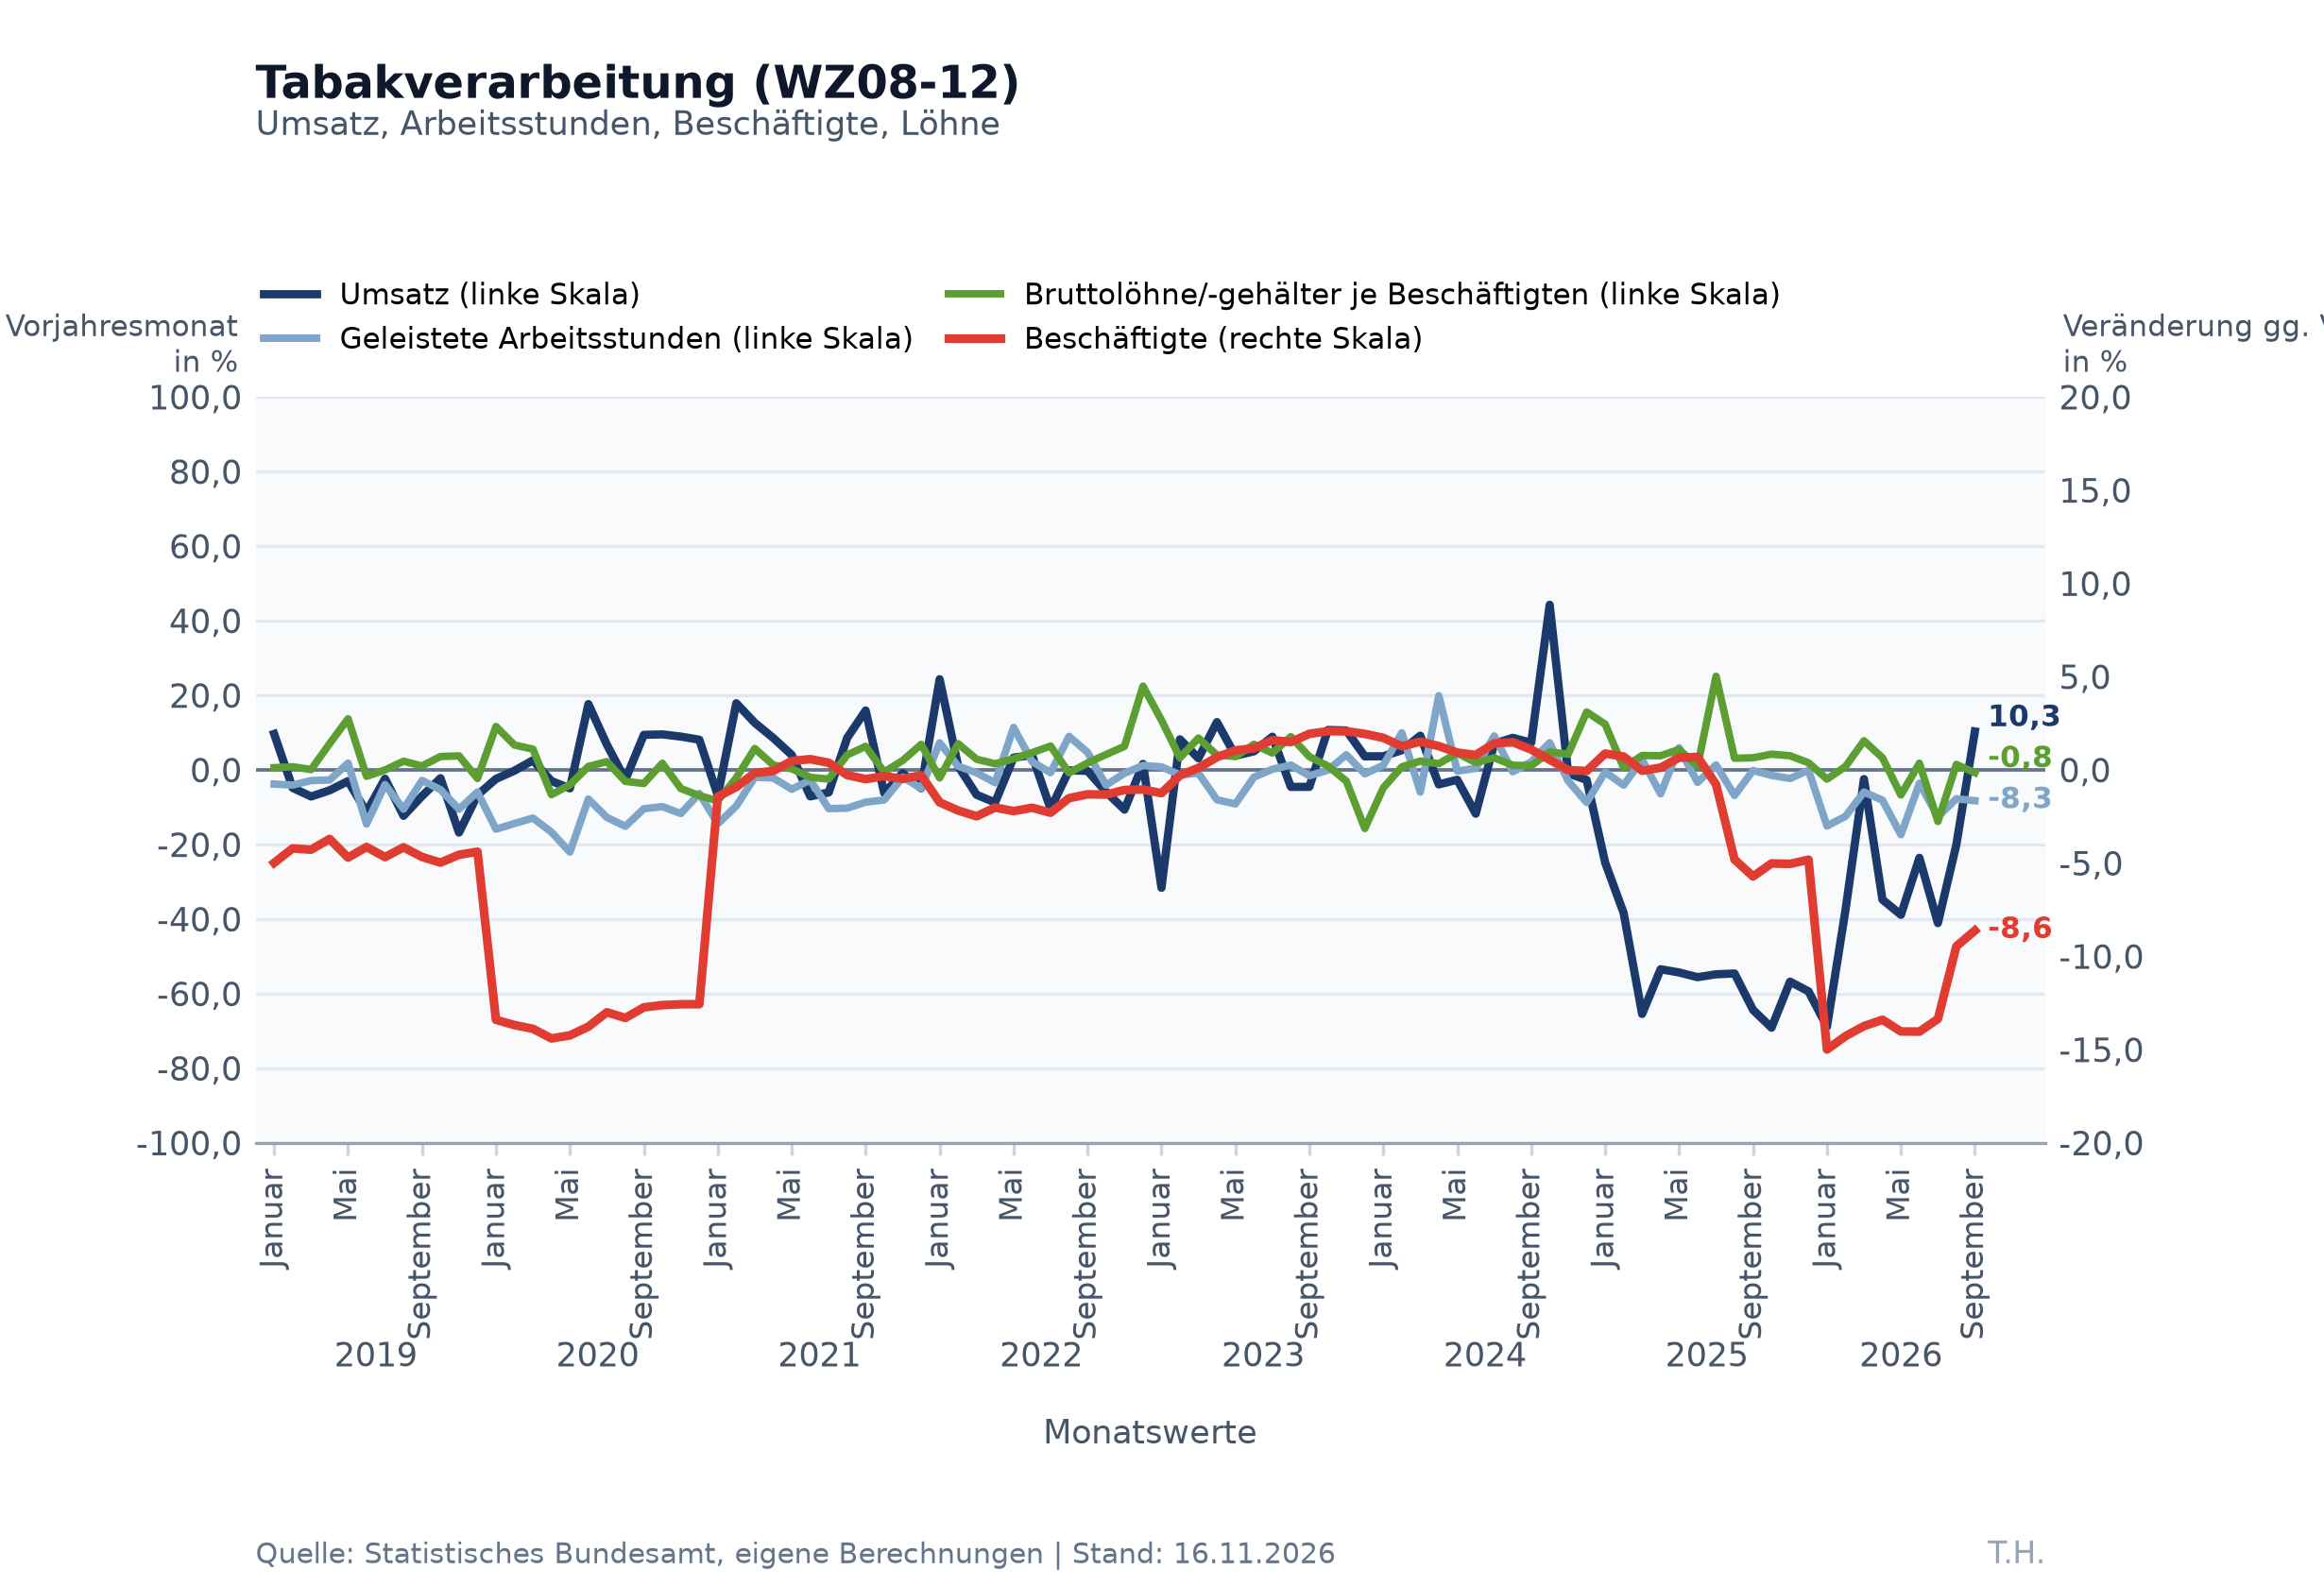 Tabakverarbeitung (WZ08-12)
Umsatz, Arbeitsstunden, Beschäftigte, Löhne
Umsatz (linke Skala)
Geleistete Arbeitsstunden (linke Skala)
Bruttolöhne/-gehälter je Beschäftigten (linke Skala)
Beschäftigte (rechte Skala)
Vorjahresmonat
in %
Veränderung gg.
in %
100,0
80,0
60,0
40,0
20,0
0,0
-20,0
-40,0
-60,0
-80,0
-100,0
20,0
15,0
10,0
5,0
0,0
-5,0
-10,0
-15,0
-20,0
10,3
-0,8
-8,3
-8,6
Januar
Mai
September
Januar
Mai
September
Januar
Mai
September
Januar
Mai
September
Januar
Mai
September
Januar
Mai
September
Januar
Mai
September
Januar
Mai
September
2019
2020
2021
2022
2023
2024
2025
2026
Monatswerte
Quelle: Statistisches Bundesamt, eigene Berechnungen | Stand: 16.11.2026
T.H.